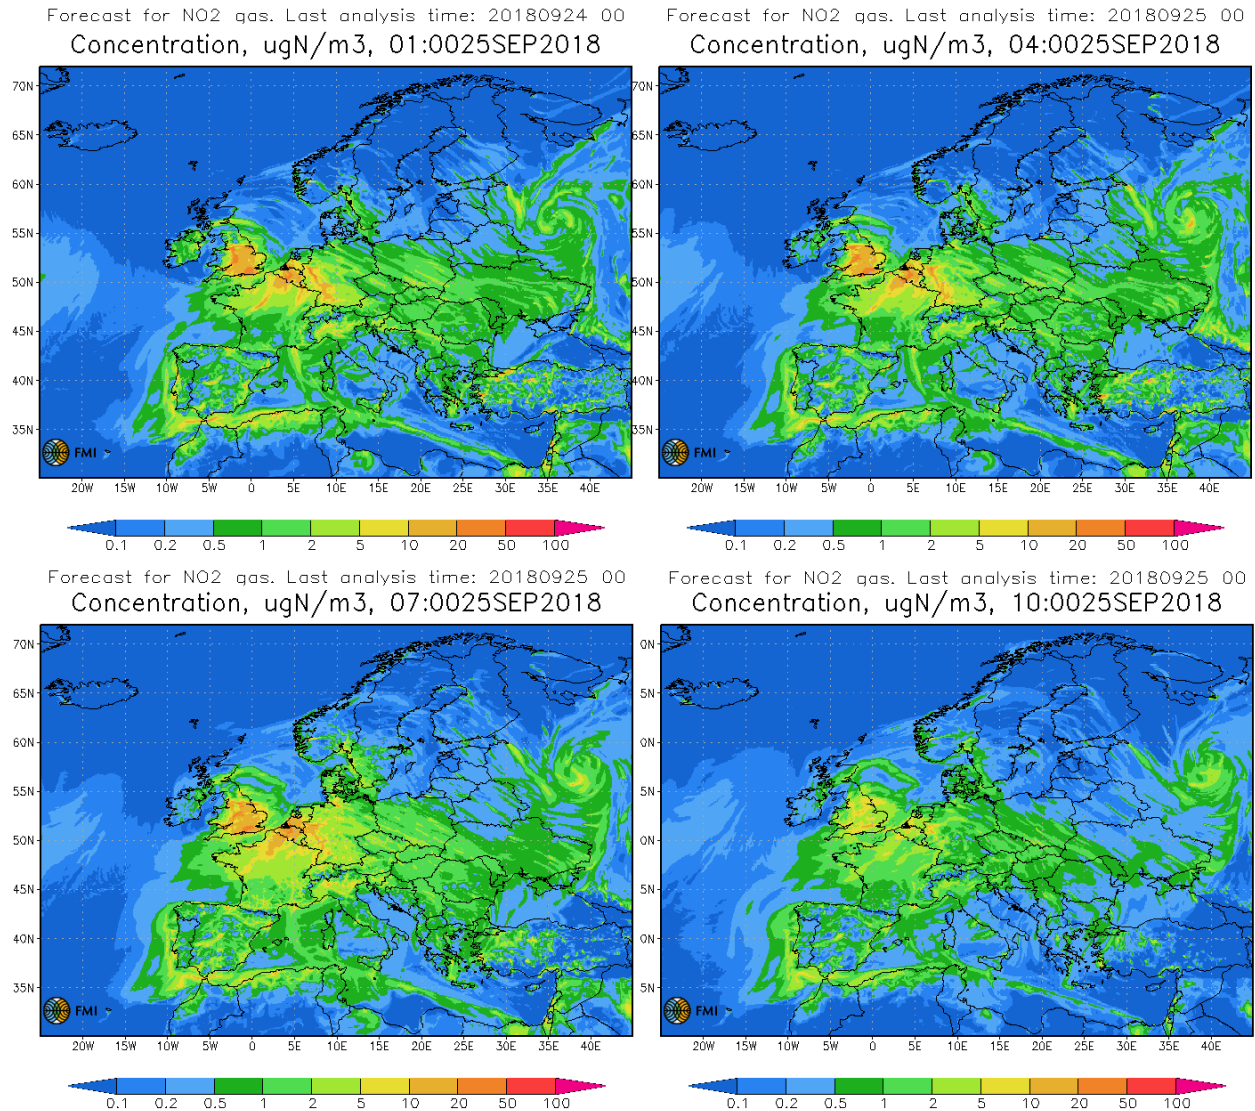 Forecast for NO2 gas. Last analysis time: 20180924 00
Concentration, ugN/m3, 01:0025SEP2018
70N
65N
60N
55N
50N
45N
40N
35N
FMI
20W 15W 10W 5W 0 5E 10E 15E 20E 25E 30E 35E 40E
0.1 0.2 0.5 1 2 5 10 20 50 100
Forecast for NO2 gas. Last analysis time: 20180925 00
Concentration, ugN/m3, 04:0025SEP2018
70N
65N
60N
55N
50N
45N
40N
35N
FMI
20W 15W 10W 5W 0 5E 10E 15E 20E 25E 30E 35E 40E
0.1 0.2 0.5 1 2 5 10 20 50 100
Forecast for NO2 gas. Last analysis time: 20180925 00
Concentration, ugN/m3, 07:0025SEP2018
70N
65N
60N
55N
50N
45N
40N
35N
FMI
20W 15W 10W 5W 0 5E 10E 15E 20E 25E 30E 35E 40E
0.1 0.2 0.5 1 2 5 10 20 50 100
Forecast for NO2 gas. Last analysis time: 20180925 00
Concentration, ugN/m3, 10:0025SEP2018
0N
5N
0N
5N
0N
5N
0N
5N
FMI
20W 15W 10W 5W 0 5E 10E 15E 20E 25E 30E 35E 40E
0.1 0.2 0.5 1 2 5 10 20 50 100